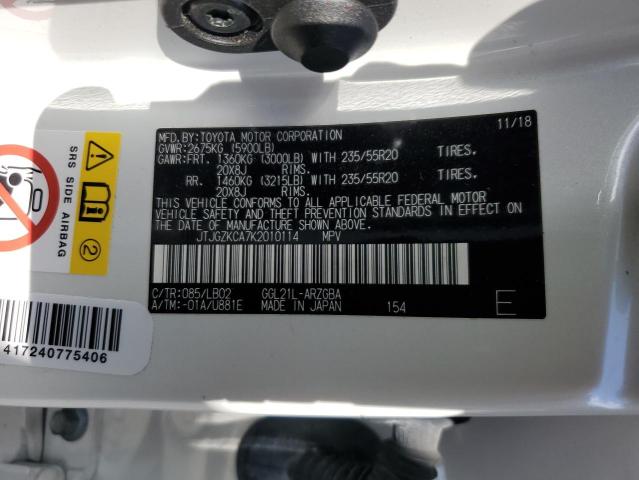 MFD.BY:TOYOTA MOTOR CORPORATION 11/18
GVWR:2675KG (5900LB)
GAWR:FRT. 1360KG (3000LB) WITH 235/55R20 TIRES.
20X8J RIMS.
RR. 1460KG (3215LB) WITH 235/55R20 TIRES.
20X8J RIMS.
THIS VEHICLE CONFORMS TO ALL APPLICABLE FEDERAL MOTOR
VEHICLE SAFETY AND THEFT PREVENTION STANDARDS IN EFFECT ON
THE DATE OF MANUFACTURE SHOWN ABOVE.
JTJGZKCA7K2010114 MPV
C/TR:085/LB02 GGL21L-ARZGBA
A/TM:-01A/U881E MADE IN JAPAN 154 E
SRS SIDE AIRBAG
2
417240775406